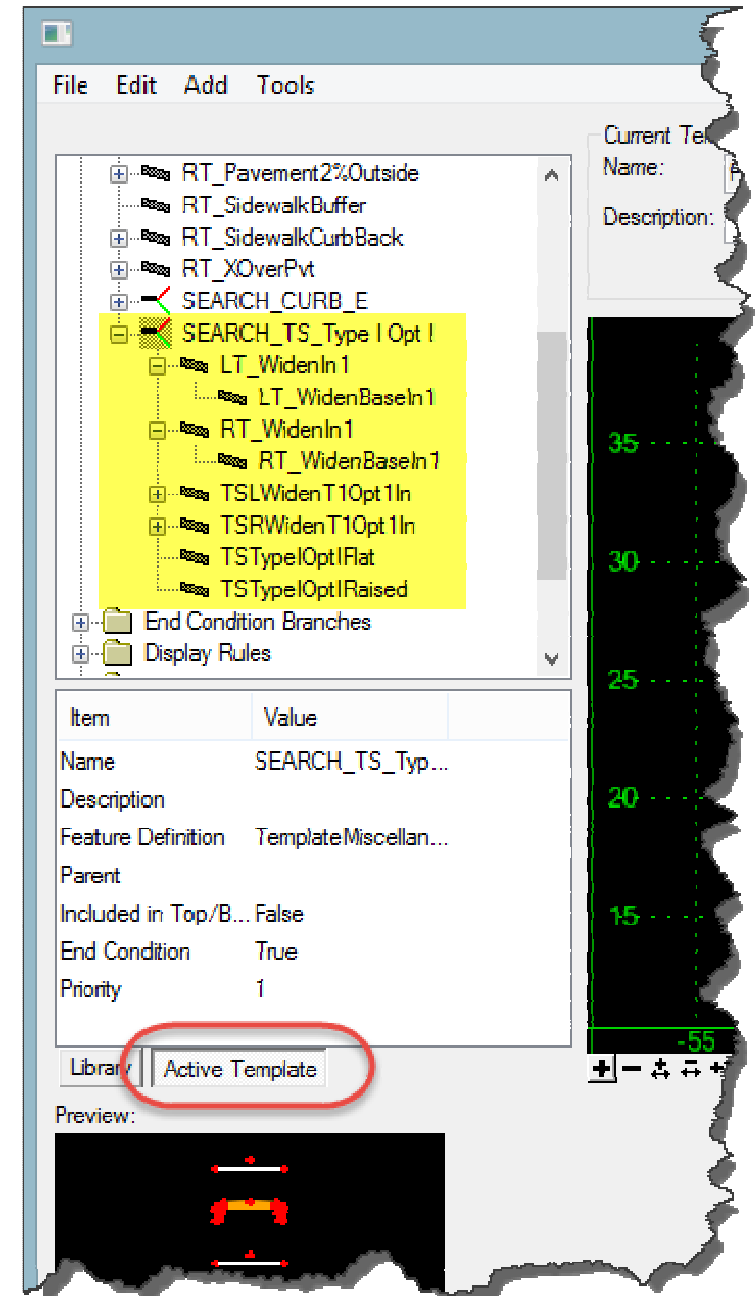 File Edit Add Tools
Current Te
Name:
Description:
RT_Pavement2%Outside
RT_SidewalkBuffer
RT_SidewalkCurbBack
RT_XOverPvt
SEARCH_CURB_E
SEARCH_TS_Type I Opt I
LT_WidenIn1
LT_WidenBaseIn1
RT_WidenIn1
RT_WidenBaseIn1
TSLWidenT1Opt1In
TSRWidenT1Opt1In
TSTypeIOptIFlat
TSTypeIOptIRaised
End Condition Branches
Display Rules
Item Value
Name SEARCH_TS_Typ...
Description
Feature Definition TemplateMiscellan...
Parent
Included in Top/B... False
End Condition True
Priority 1
Library Active Template
Preview:
35
30
25
20
15
-55